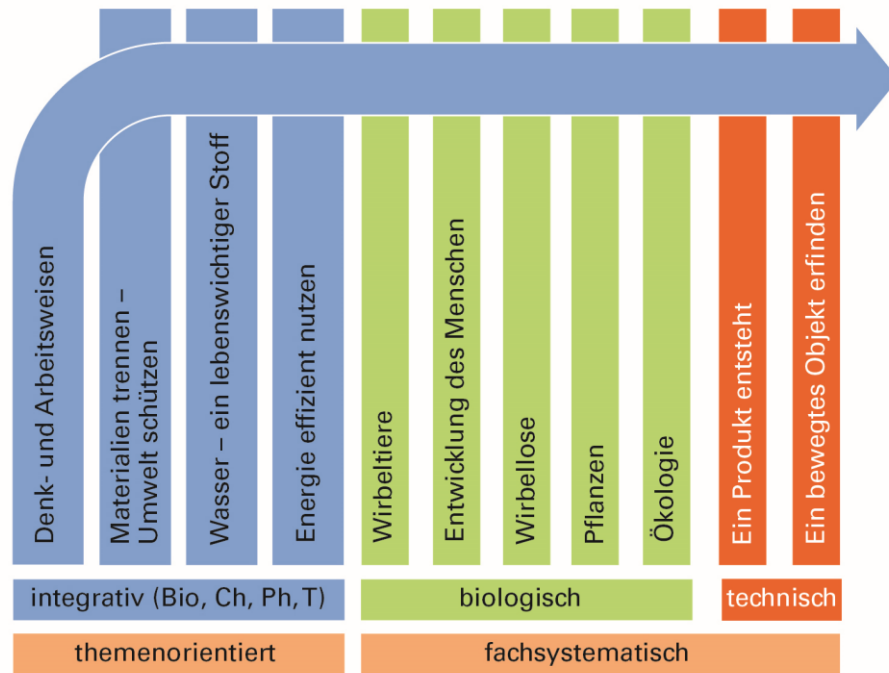 Denk- und Arbeitsweisen
Materialien trennen –
Umwelt schützen
Wasser – ein lebenswichtiger Stoff
Energie effizient nutzen
Wirbeltiere
Entwicklung des Menschen
Wirbellose
Pflanzen
Ökologie
Ein Produkt entsteht
Ein bewegtes Objekt erfinden
integrativ (Bio, Ch, Ph, T)
biologisch
technisch
themenorientiert
fachsystematisch